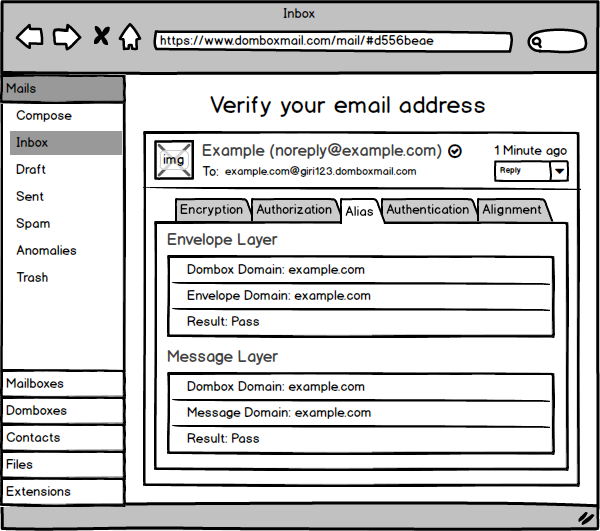 Inbox
https://www.domboxmail.com/mail/#d556beae
Mails
Compose
Inbox
Draft
Sent
Spam
Anomalies
Trash
Mailboxes
Domboxes
Contacts
Files
Extensions
Verify your email address
img
Example (noreply@example.com)
1 Minute ago
To: example.com@giri123.domboxmail.com
Reply
Encryption Authorization Alias Authentication Alignment
Envelope Layer
Dombox Domain: example.com
Envelope Domain: example.com
Result: Pass
Message Layer
Dombox Domain: example.com
Message Domain: example.com
Result: Pass